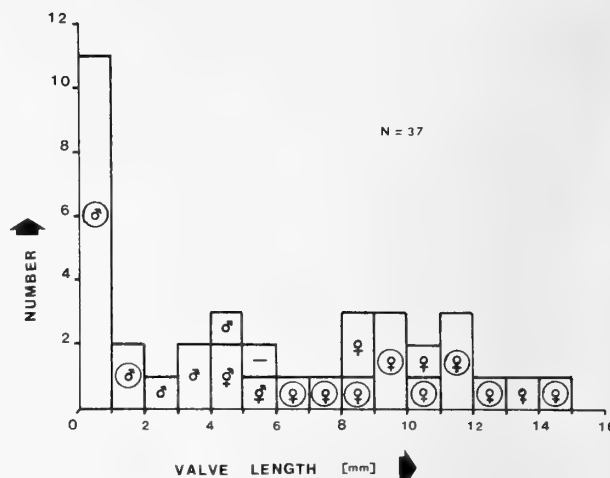 12
10
8
6
4
2
0 2 4 6 8 10 12 14 16
NUMBER
N = 37
♂ ♂ ♂ ♂ ♂ ⚥ — ⚥ ♀ ♀ ♀ ♀ ♀ ♀ ♀ ♀ ♀ ♀ ♀
VALVE LENGTH [mm]